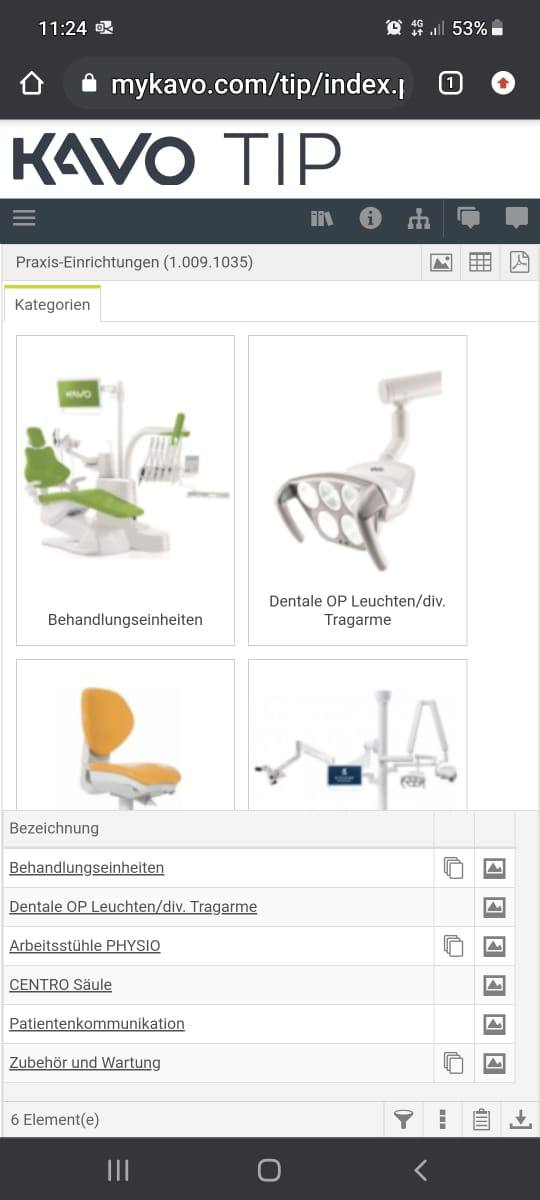 11:24
4G
53%
mykavo.com/tip/index.p
1
KAVO TIP
Praxis-Einrichtungen (1.009.1035)
Kategorien
KAVO
Behandlungseinheiten
KAVO
Dentale OP Leuchten/div.
Tragarme
Bezeichnung
Behandlungseinheiten
Dentale OP Leuchten/div. Tragarme
Arbeitsstühle PHYSIO
CENTRO Säule
Patientenkommunikation
Zubehör und Wartung
6 Element(e)